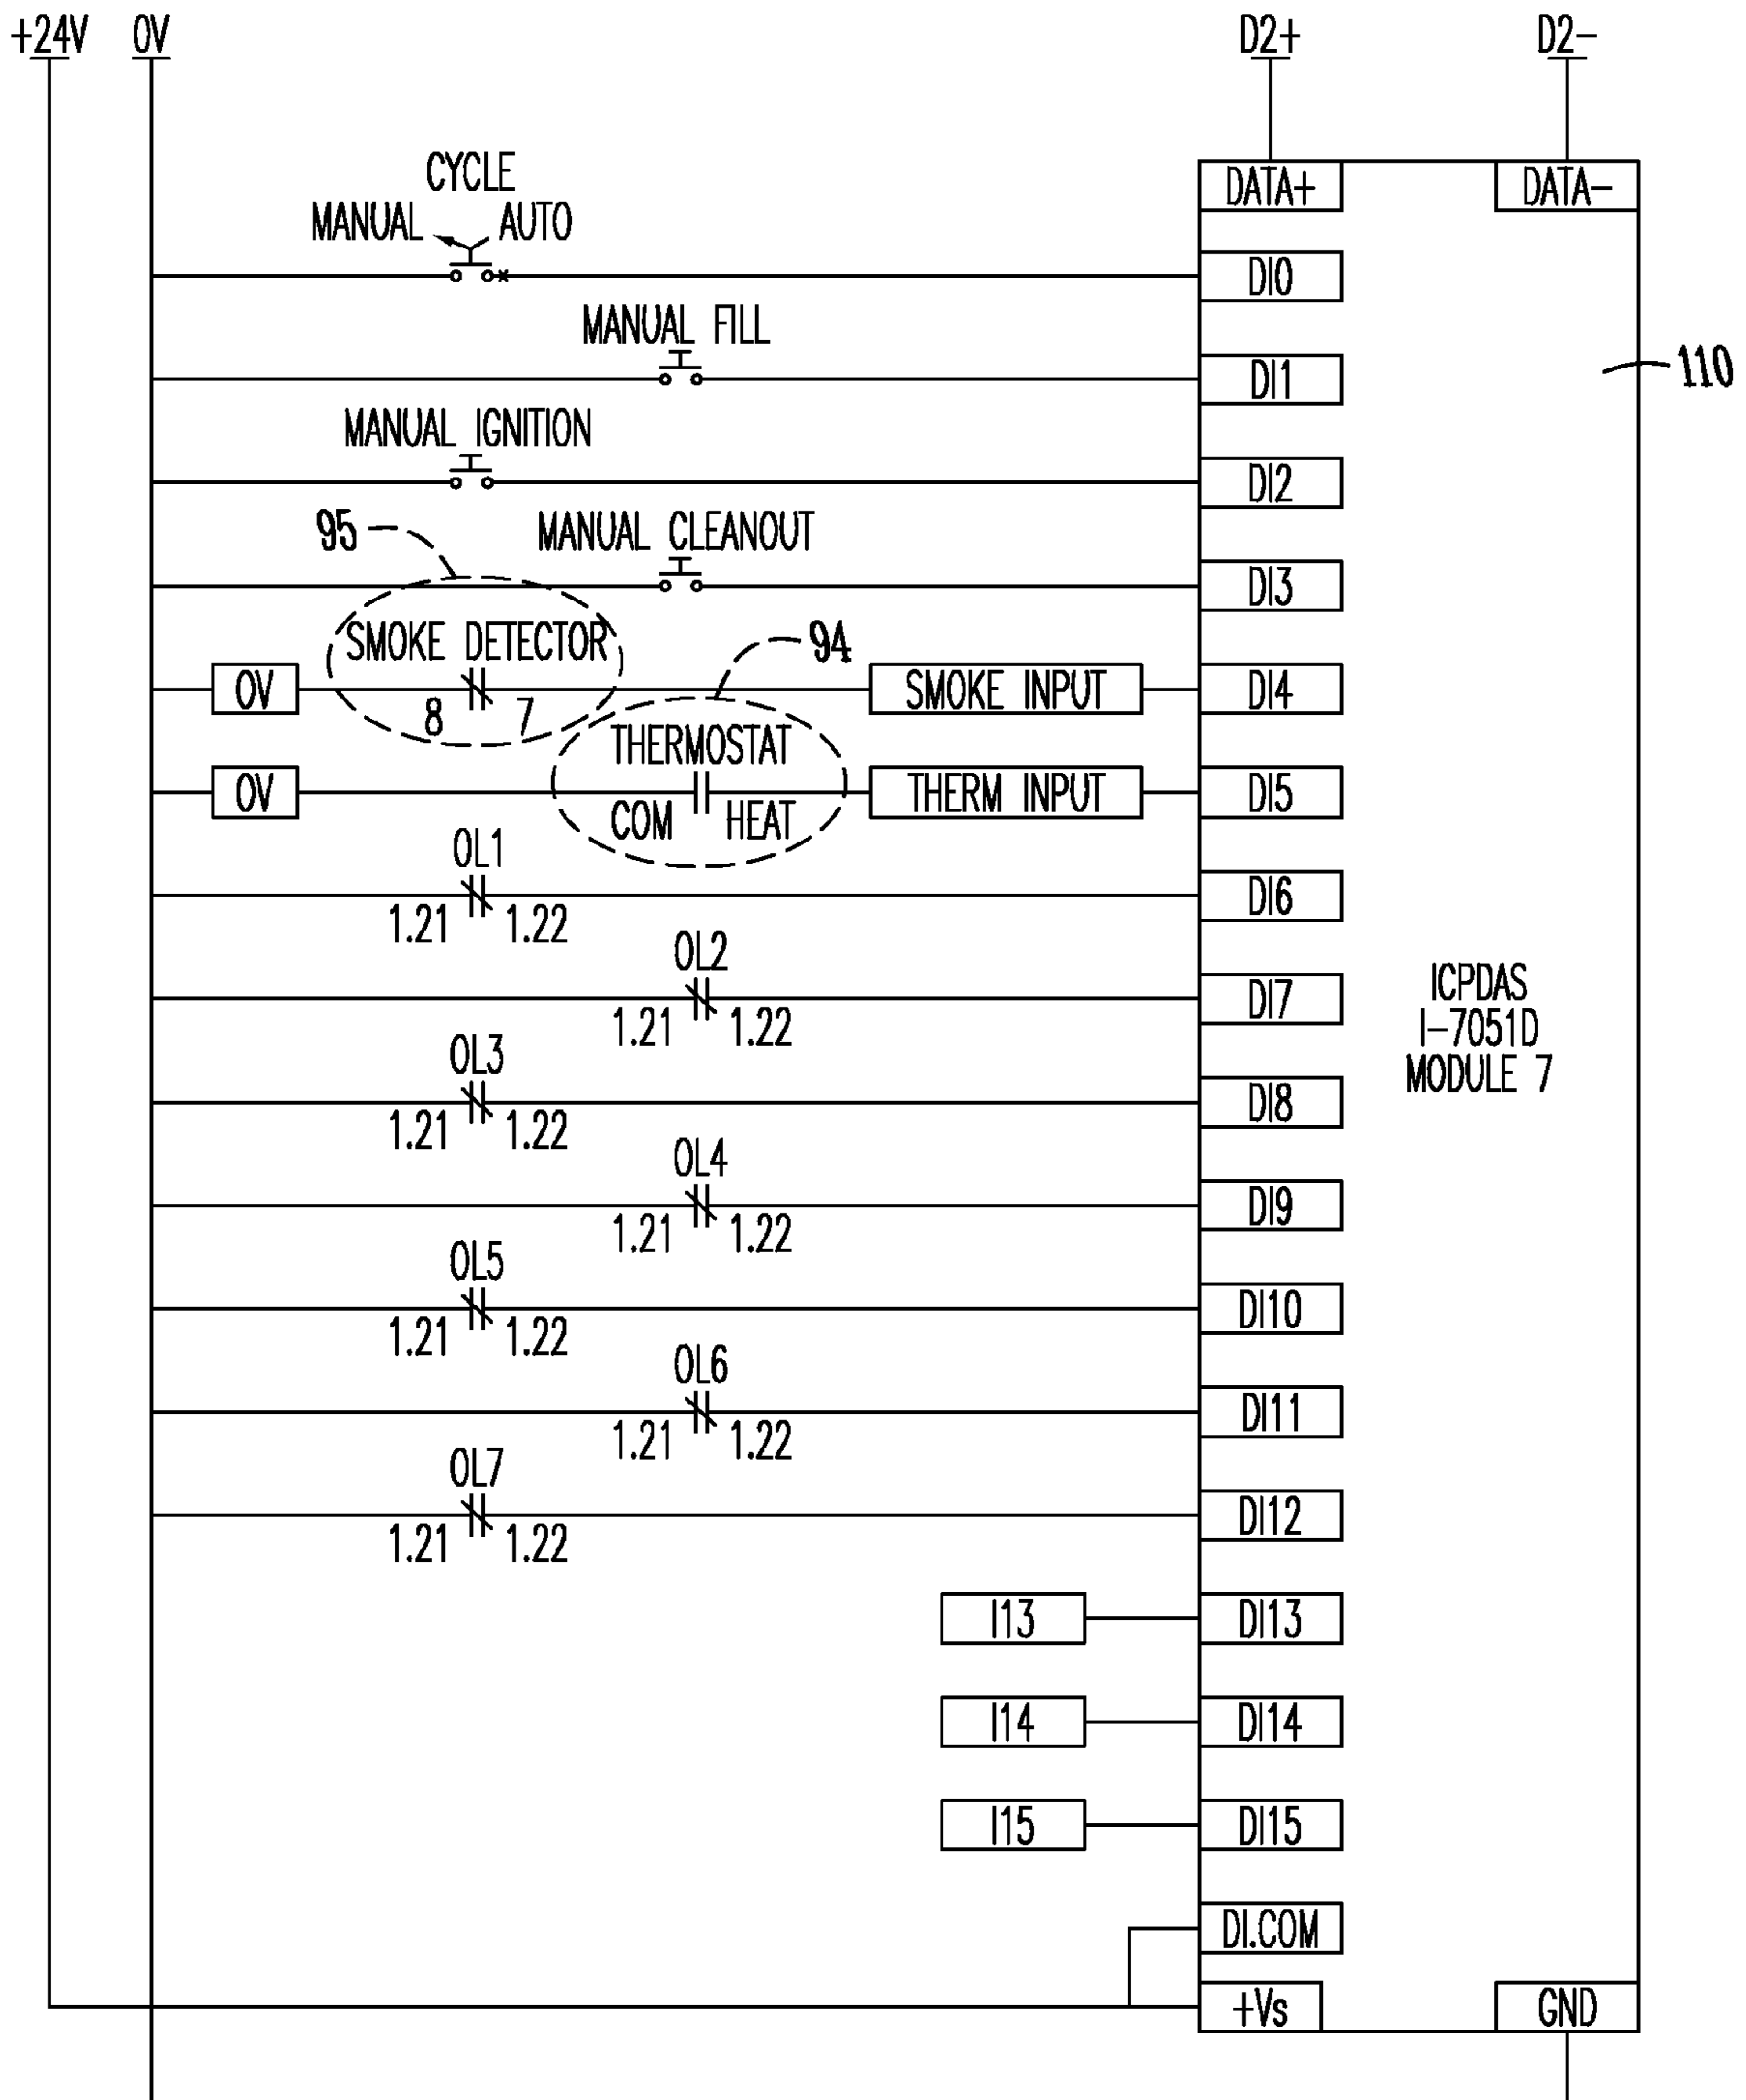 +24V 0V D2+ D2-
DATA+ DATA-
CYCLE
MANUAL AUTO
DI0
MANUAL FILL
DI1
110
MANUAL IGNITION
DI2
95
MANUAL CLEANOUT
DI3
SMOKE DETECTOR
94
0V
8 7
SMOKE INPUT
DI4
THERMOSTAT
0V
COM HEAT
THERM INPUT
DI5
OL1
1.21 1.22
DI6
OL2
1.21 1.22
DI7
ICPDAS
I-7051D
MODULE 7
OL3
1.21 1.22
DI8
OL4
1.21 1.22
DI9
OL5
1.21 1.22
DI10
OL6
1.21 1.22
DI11
OL7
1.21 1.22
DI12
I13 DI13
I14 DI14
I15 DI15
DI.COM
+Vs GND